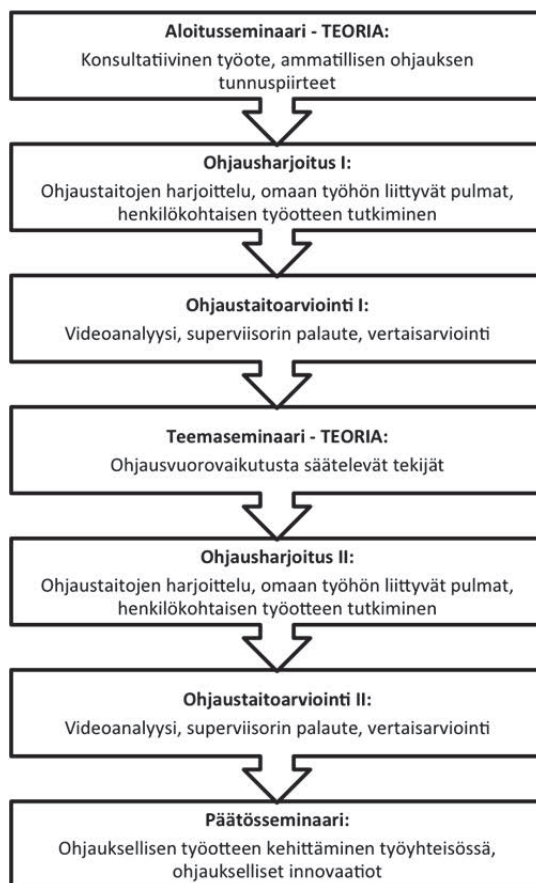 Aloitusseminaari - TEORIA:
Konsultatiivinen työote, ammatillisen ohjauksen
tunnuspiirteet
Ohjausharjoitus I:
Ohjaustaitojen harjoittelu, omaan työhön liittyvät pulmat,
henkilökohtaisen työotteen tutkiminen
Ohjaustaitoarviointi I:
Videoanalyysi, superviisorin palaute, vertaisarviointi
Teemaseminaari - TEORIA:
Ohjausvuorovaikutusta säätelevät tekijät
Ohjausharjoitus II:
Ohjaustaitojen harjoittelu, omaan työhön liittyvät pulmat,
henkilökohtaisen työotteen tutkiminen
Ohjaustaitoarviointi II:
Videoanalyysi, superviisorin palaute, vertaisarviointi
Päätösseminaari:
Ohjauksellisen työotteen kehittäminen työyhteisössä,
ohjaukselliset innovaatiot